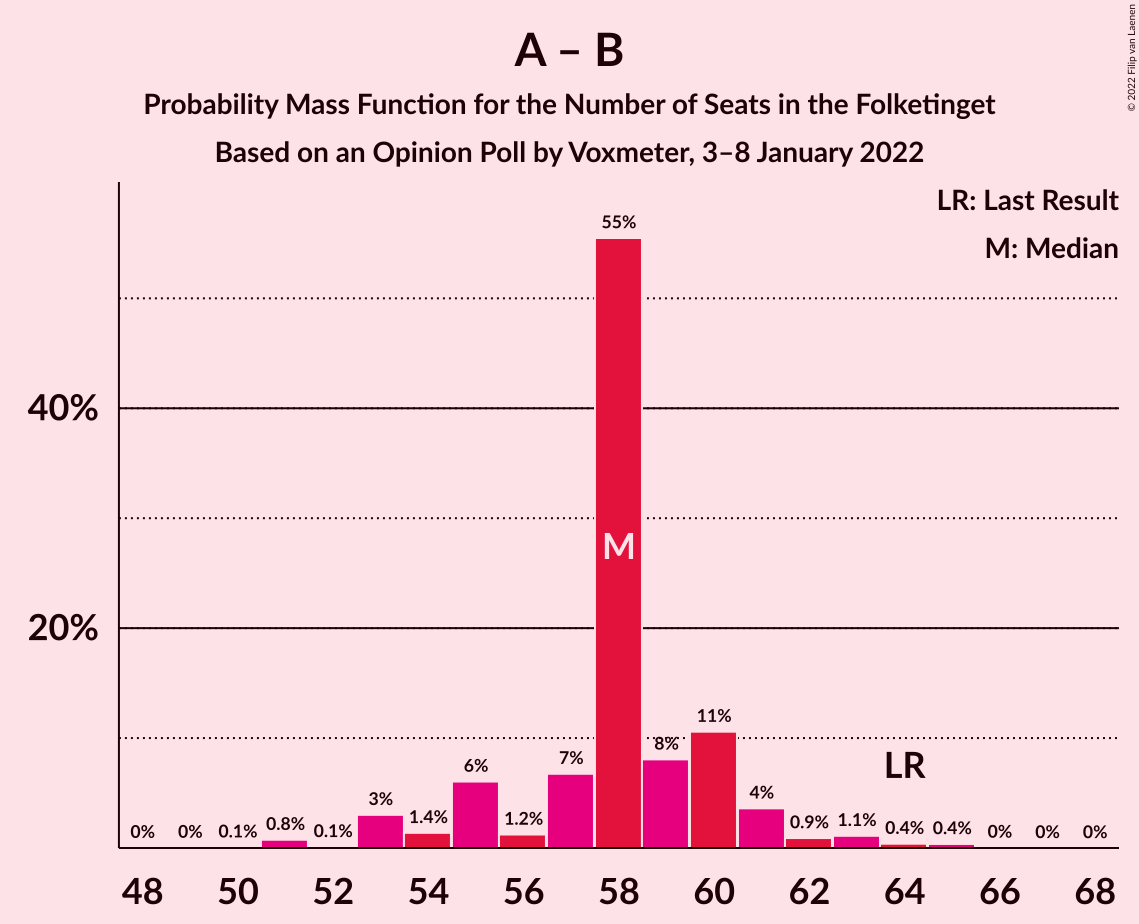 A – B
Probability Mass Function for the Number of Seats in the Folketinget
Based on an Opinion Poll by Voxmeter, 3–8 January 2022
© 2022 Filip van Laenen
LR: Last Result
M: Median
55%
40%
M
20%
11%
8%
7%
LR
6%
4%
3%
1.4%
1.2%
0.9%
1.1%
0% 0% 0.1% 0.8% 0.1%
0.4% 0.4% 0% 0% 0%
48 50 52 54 56 58 60 62 64 66 68